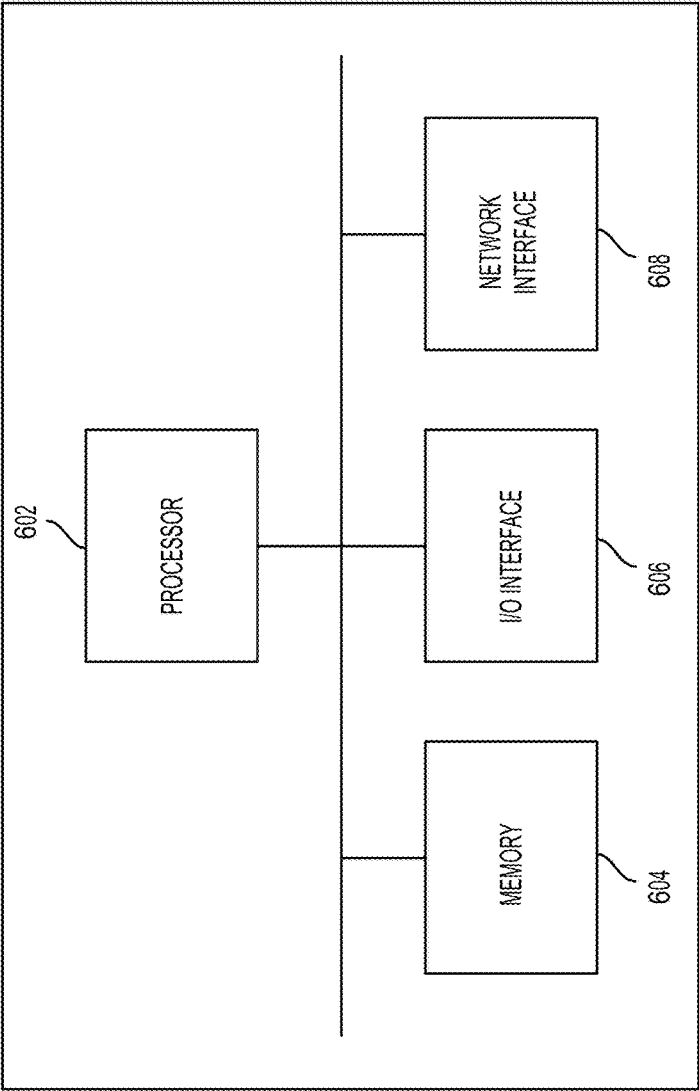 602
PROCESSOR
MEMORY
604
I/O INTERFACE
606
NETWORK
INTERFACE
608